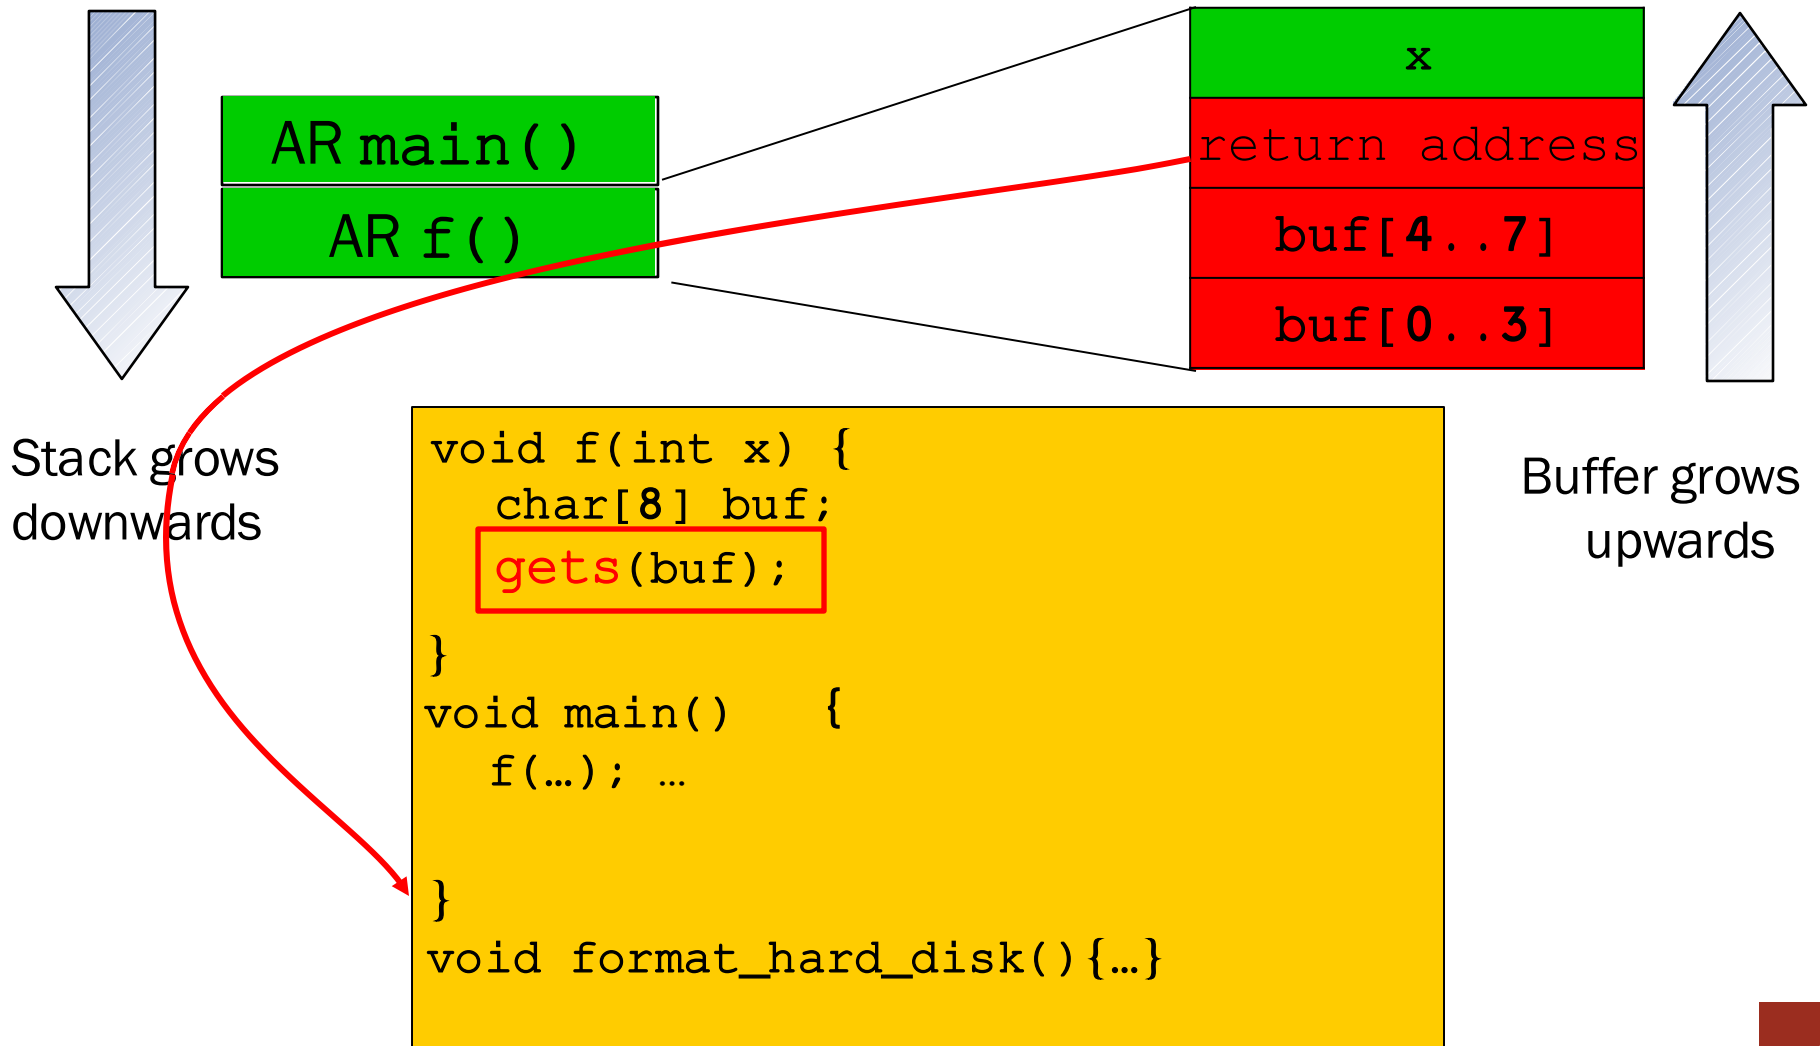 AR main()
AR f()
x
return address
buf[4..7]
buf[0..3]
Stack grows
downwards
Buffer grows
upwards
void f(int x) {
char[8] buf;
gets(buf);
}
void main() {
f(…); …
}
void format_hard_disk(){…}